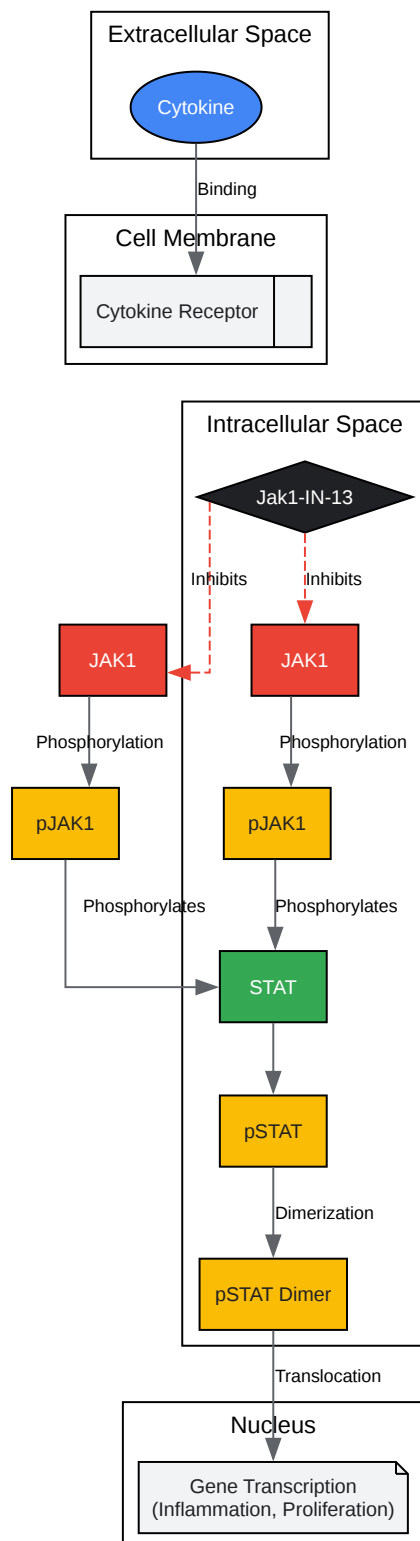 Extracellular Space
Cytokine
Binding
Cell Membrane
Cytokine Receptor
Intracellular Space
Jak1-IN-13
Inhibits
Inhibits
JAK1
JAK1
Phosphorylation
Phosphorylation
pJAK1
pJAK1
Phosphorylates
Phosphorylates
STAT
pSTAT
Dimerization
pSTAT Dimer
Translocation
Nucleus
Gene Transcription
(Inflammation, Proliferation)